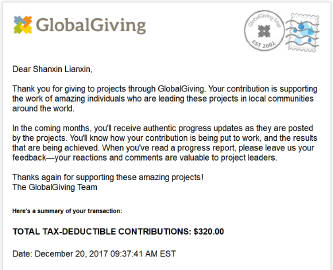 GlobalGiving
EST 2002
Dear Shanxin Lianxin,
Thank you for giving to projects through GlobalGiving. Your contribution is supporting
the work of amazing individuals who are leading these projects in local communities
around the world.
In the coming months, you'll receive authentic progress updates as they are posted
by the projects. You'll know how your contribution is being put to work, and the results
that are being achieved. When you've read a progress report, please leave us your
feedback—your reactions and comments are valuable to project leaders.
Thanks again for supporting these amazing projects!
The GlobalGiving Team
Here's a summary of your transaction:
TOTAL TAX-DEDUCTIBLE CONTRIBUTIONS: $320.00
Date: December 20, 2017 09:37:41 AM EST